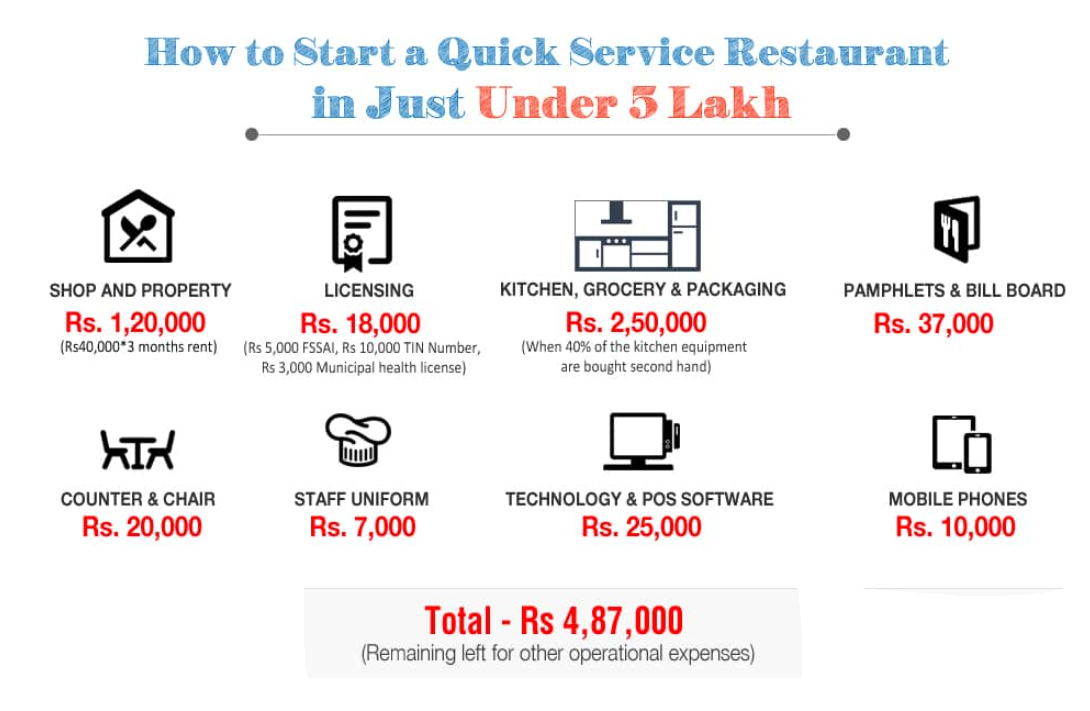 How to Start a Quick Service Restaurant
in Just Under 5 Lakh
SHOP AND PROPERTY
Rs. 1,20,000
(Rs40,000*3 months rent)
LICENSING
Rs. 18,000
(Rs 5,000 FSSAI, Rs 10,000 TIN Number,
Rs 3,000 Municipal health license)
KITCHEN, GROCERY & PACKAGING
Rs. 2,50,000
(When 40% of the kitchen equipment
are bought second hand)
PAMPHLETS & BILL BOARD
Rs. 37,000
COUNTER & CHAIR
Rs. 20,000
STAFF UNIFORM
Rs. 7,000
TECHNOLOGY & POS SOFTWARE
Rs. 25,000
MOBILE PHONES
Rs. 10,000
Total - Rs 4,87,000
(Remaining left for other operational expenses)